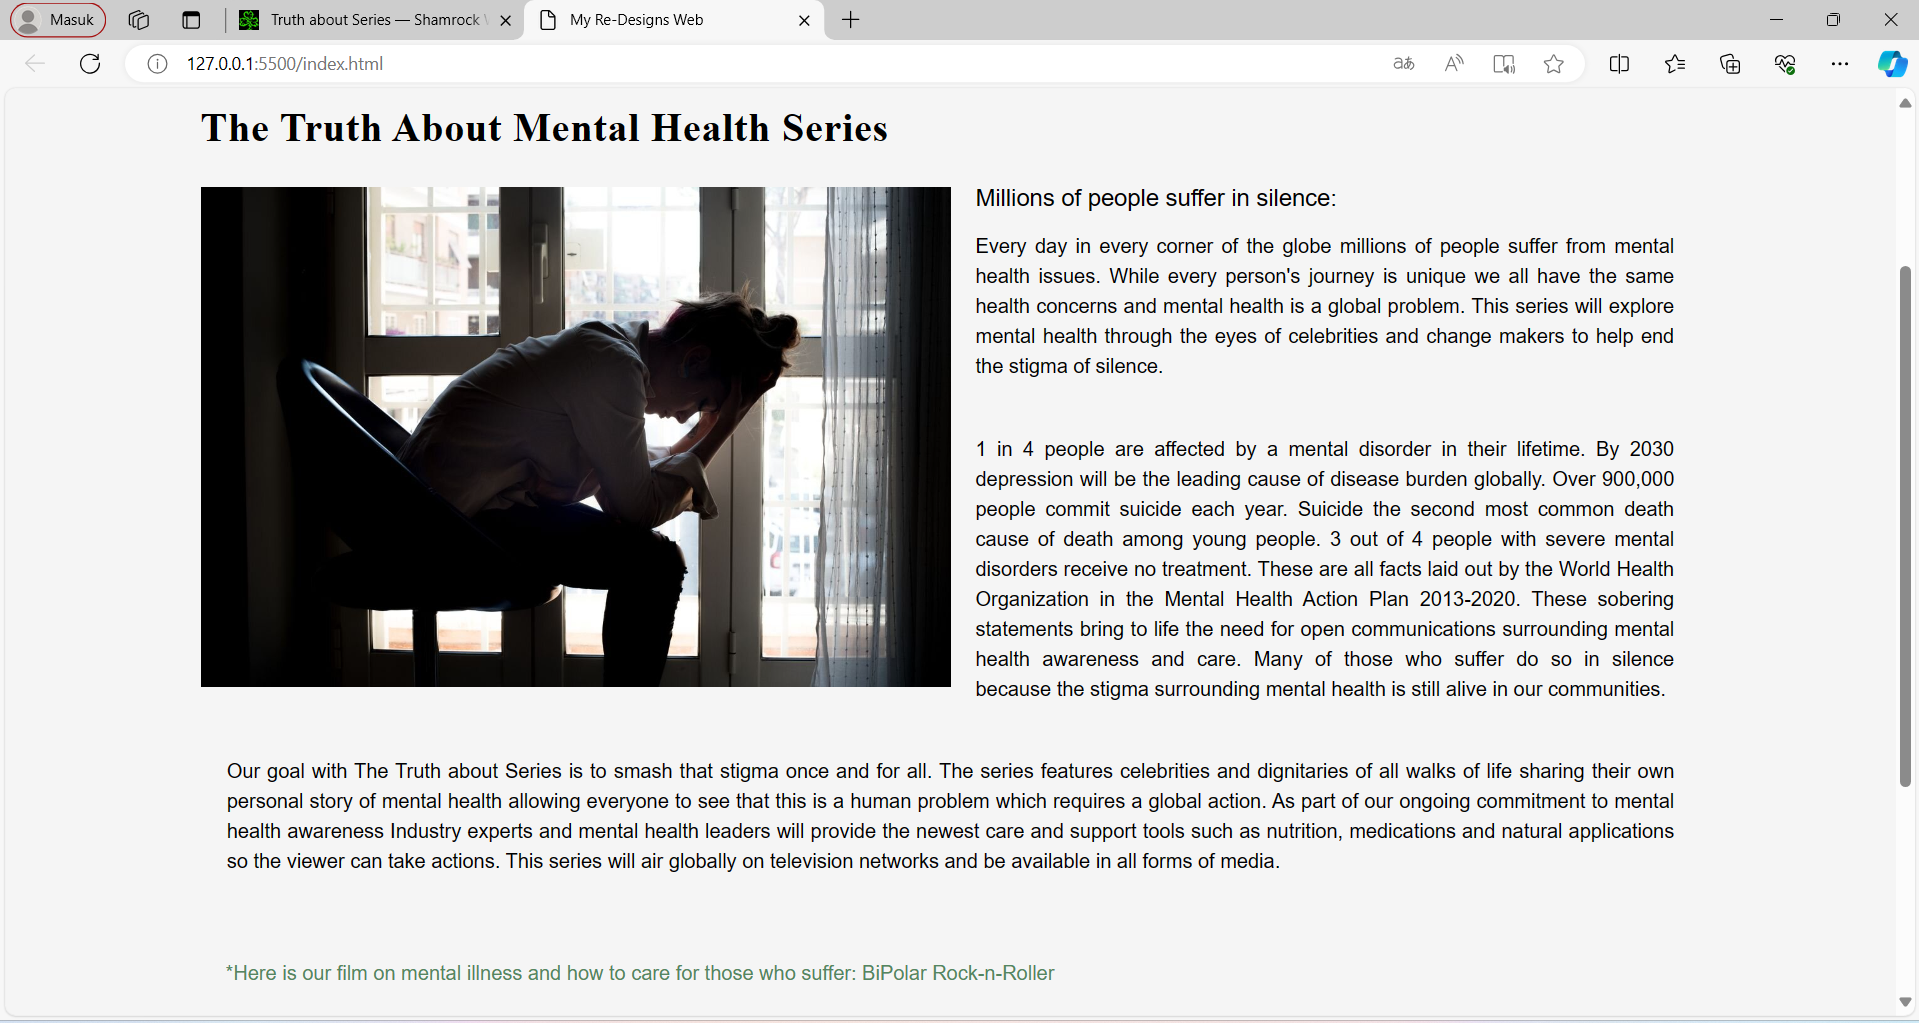 Masuk
Truth about Series — Shamrock
My Re-Designs Web
127.0.0.1:5500/index.html
The Truth About Mental Health Series
Millions of people suffer in silence:
Every day in every corner of the globe millions of people suffer from mental
health issues. While every person's journey is unique we all have the same
health concerns and mental health is a global problem. This series will explore
mental health through the eyes of celebrities and change makers to help end
the stigma of silence.
1 in 4 people are affected by a mental disorder in their lifetime. By 2030
depression will be the leading cause of disease burden globally. Over 900,000
people commit suicide each year. Suicide the second most common death
cause of death among young people. 3 out of 4 people with severe mental
disorders receive no treatment. These are all facts laid out by the World Health
Organization in the Mental Health Action Plan 2013-2020. These sobering
statements bring to life the need for open communications surrounding mental
health awareness and care. Many of those who suffer do so in silence
because the stigma surrounding mental health is still alive in our communities.
Our goal with The Truth about Series is to smash that stigma once and for all. The series features celebrities and dignitaries of all walks of life sharing their own
personal story of mental health allowing everyone to see that this is a human problem which requires a global action. As part of our ongoing commitment to mental
health awareness Industry experts and mental health leaders will provide the newest care and support tools such as nutrition, medications and natural applications
so the viewer can take actions. This series will air globally on television networks and be available in all forms of media.
*Here is our film on mental illness and how to care for those who suffer: BiPolar Rock-n-Roller